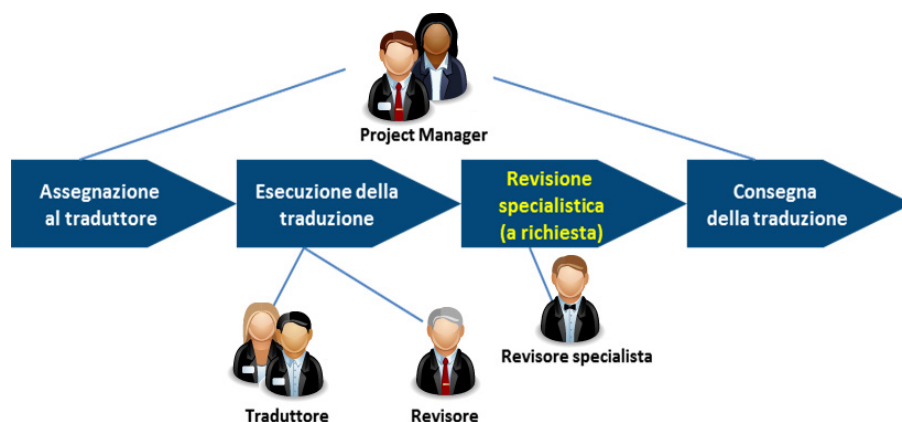 Project Manager
Assegnazione
al traduttore
Esecuzione della
traduzione
Revisione
specialistica
(a richiesta)
Consegna
della traduzione
Revisore specialista
Traduttore
Revisore